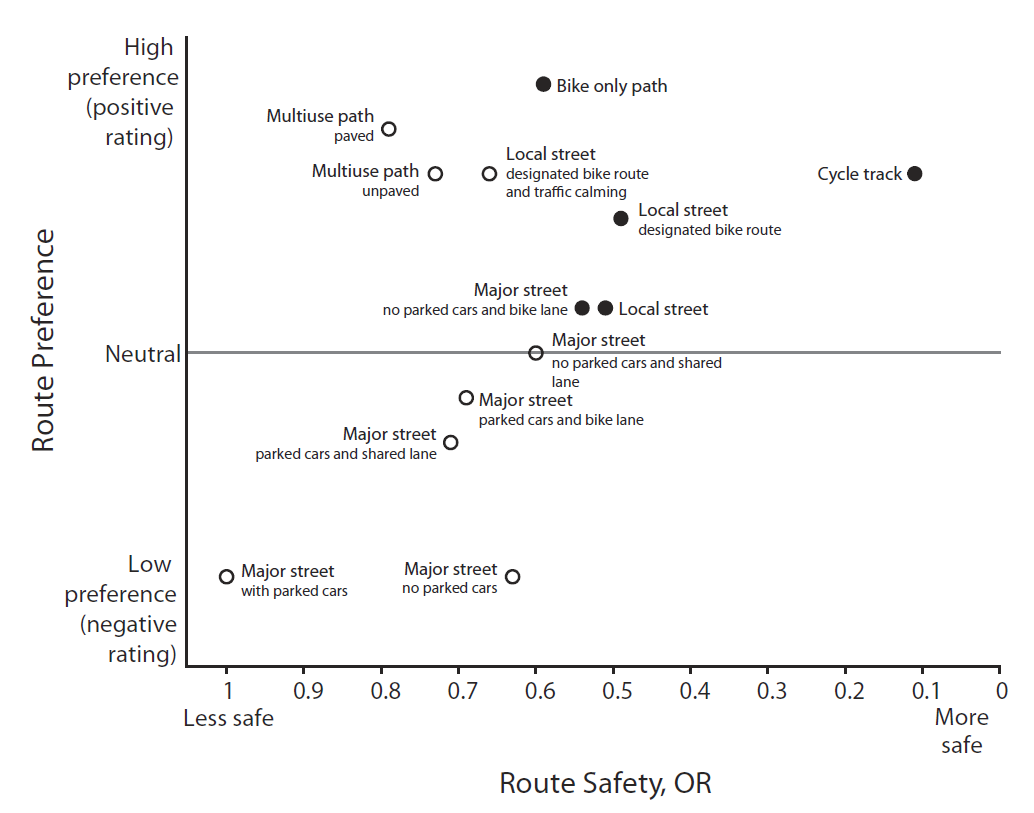 High
preference
(positive
rating)
Bike only path
Multiuse path
paved
Local street
designated bike route
and traffic calming
Multiuse path
unpaved
Cycle track
Local street
designated bike route
Route Preference
Major street
no parked cars and bike lane
Local street
Neutral
Major street
no parked cars and shared
lane
Major street
parked cars and bike lane
Major street
parked cars and shared lane
Low
preference
(negative
rating)
Major street
with parked cars
Major street
no parked cars
1 0.9 0.8 0.7 0.6 0.5 0.4 0.3 0.2 0.1 0
Less safe
More
safe
Route Safety, OR